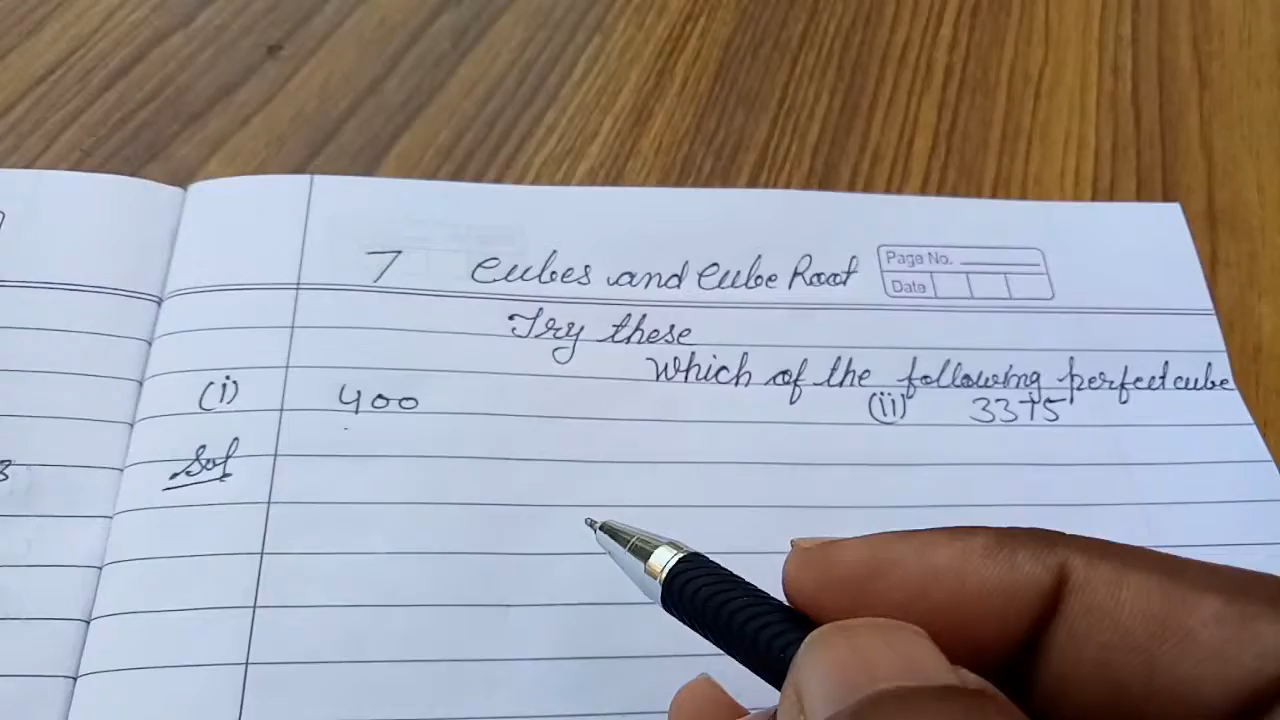 7 Cubes and Cube Root
Page No.
Date
Try these
Which of the following perfect cube
(i) 400 (ii) 3375
Sol
3